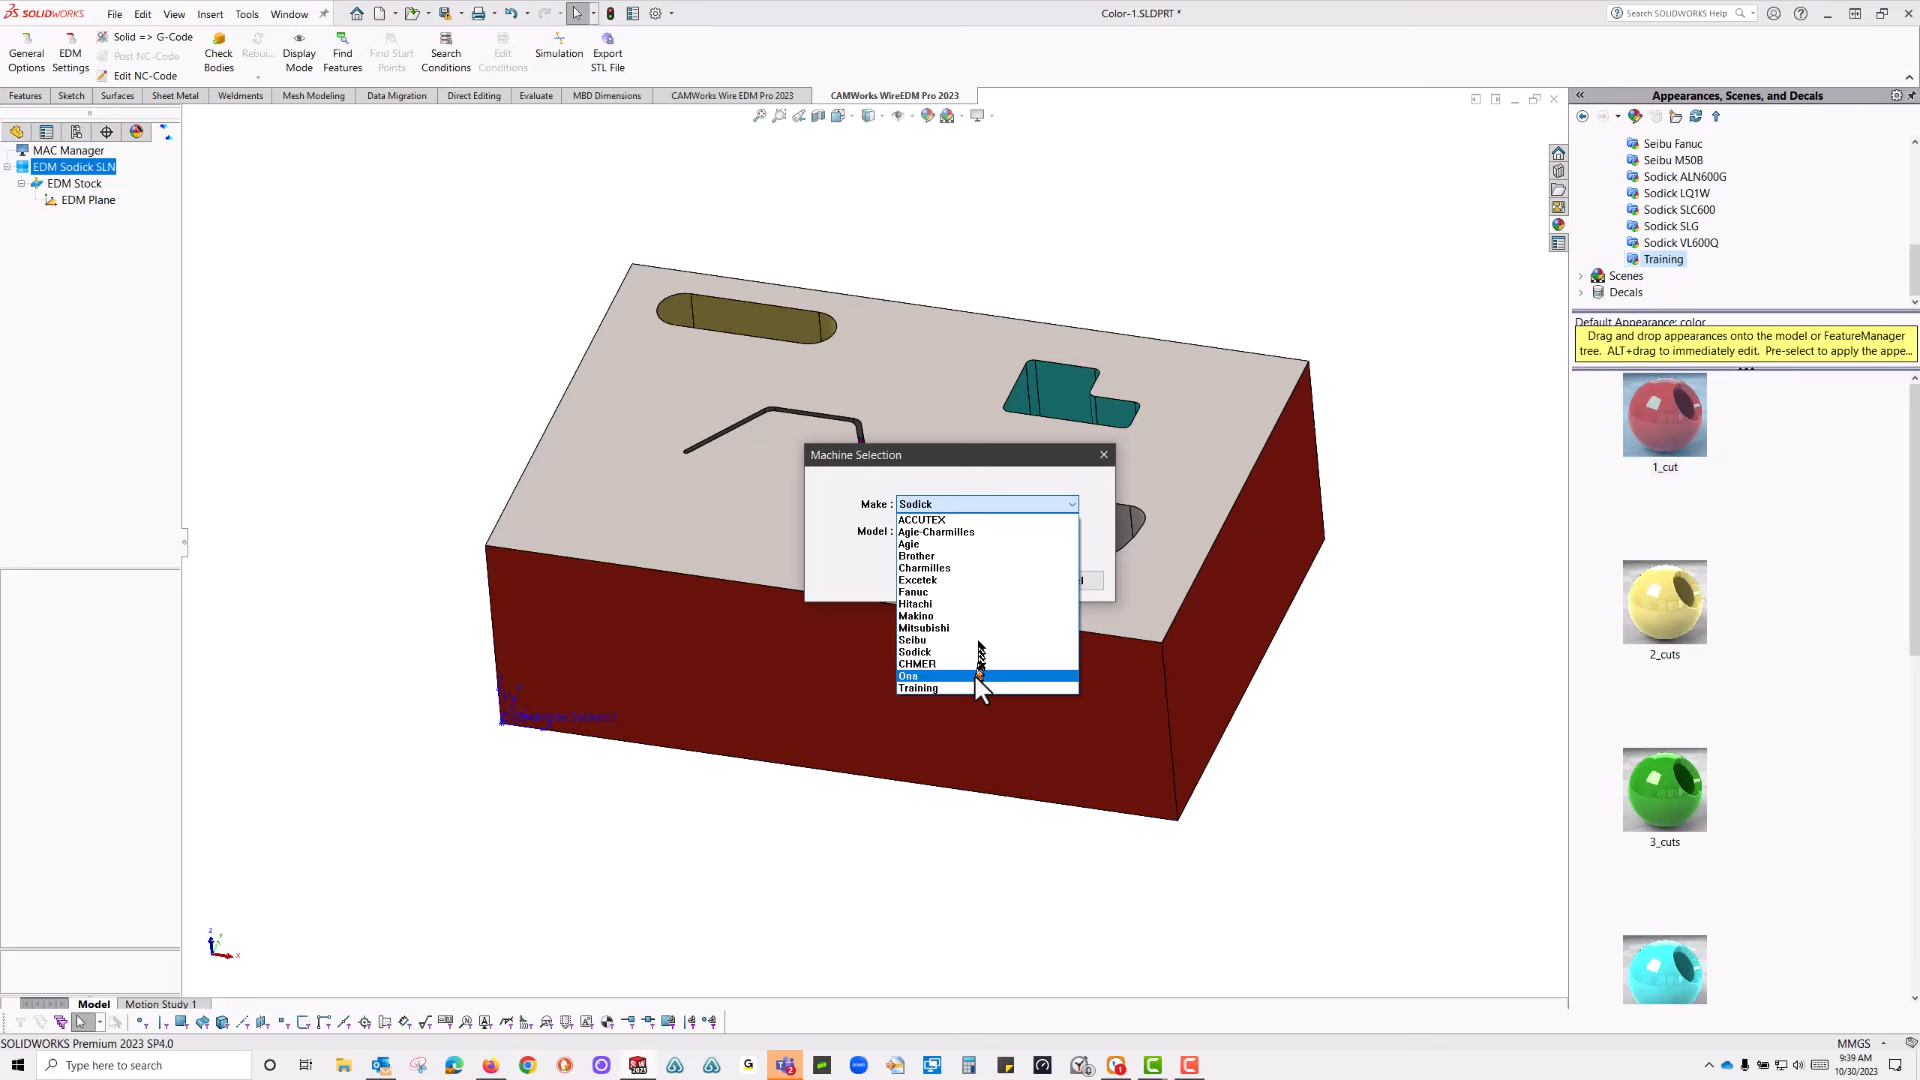 SOLIDWORKS File Edit View Insert Tools Window
Color-1.SLDPRT *
Search SOLIDWORKS Help
General Options
EDM Settings
Solid => G-Code
Post NC-Code
Edit NC-Code
Check Bodies
Rebui...
Display Mode
Find Features
Find Start Points
Search Conditions
Edit Conditions
Simulation
Export STL File
Features Sketch Surfaces Sheet Metal Weldments Mesh Modeling Data Migration Direct Editing Evaluate MBD Dimensions CAMWorks Wire EDM Pro 2023 CAMWorks WireEDM Pro 2023
MAC Manager
EDM Sodick SLN
EDM Stock
EDM Plane
Machine Selection
Make : Sodick
Model :
ACCUTEX
Agie-Charmilles
Agie
Brother
Charmilles
Excetek
Fanuc
Hitachi
Makino
Mitsubishi
Seibu
Sodick
CHMER
Ona
Training
Appearances, Scenes, and Decals
Seibu Fanuc
Seibu M50B
Sodick ALN600G
Sodick LQ1W
Sodick SLC600
Sodick SLG
Sodick VL600Q
Training
Scenes
Decals
Default Appearance: color
Drag and drop appearances onto the model or FeatureManager
tree. ALT+drag to immediately edit. Pre-select to apply the appe...
1_cut
2_cuts
3_cuts
Z
X
Model Motion Study 1
SOLIDWORKS Premium 2023 SP4.0
MMGS
Type here to search
9:39 AM
10/30/2023